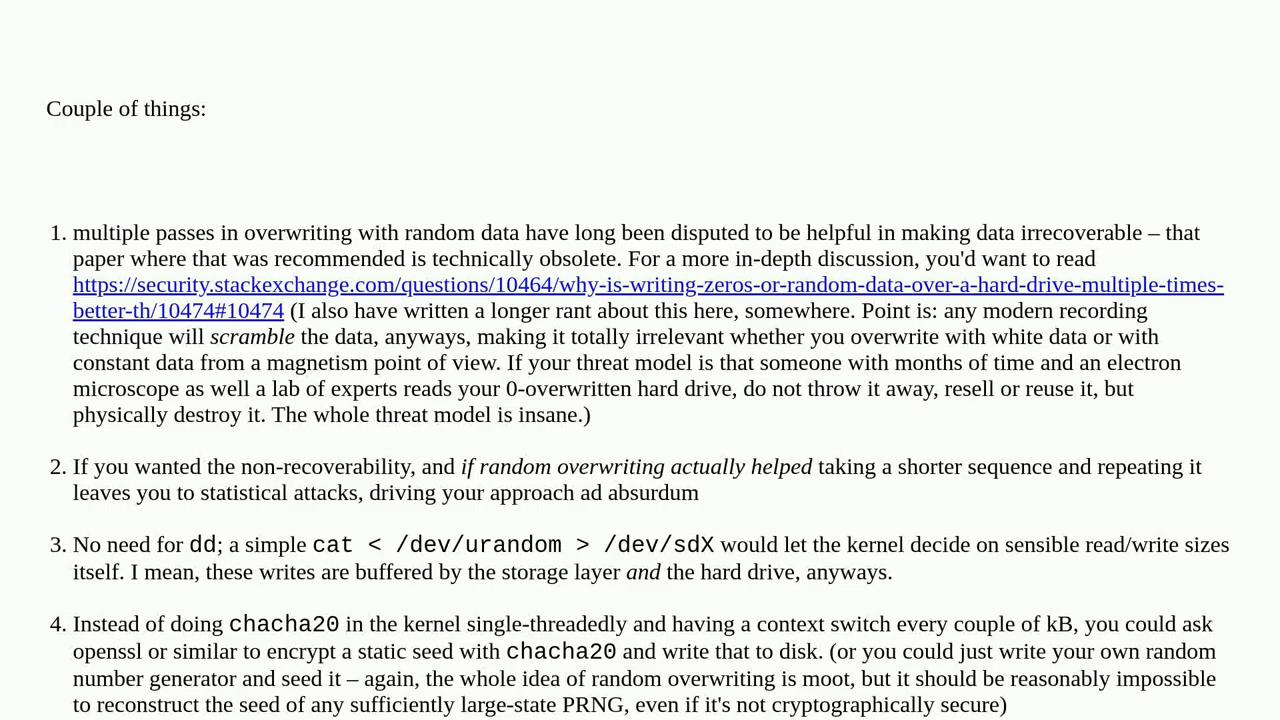 Couple of things:
1. multiple passes in overwriting with random data have long been disputed to be helpful in making data irrecoverable – that
paper where that was recommended is technically obsolete. For a more in-depth discussion, you'd want to read
https://security.stackexchange.com/questions/10464/why-is-writing-zeros-or-random-data-over-a-hard-drive-multiple-times-
better-th/10474#10474 (I also have written a longer rant about this here, somewhere. Point is: any modern recording
technique will scramble the data, anyways, making it totally irrelevant whether you overwrite with white data or with
constant data from a magnetism point of view. If your threat model is that someone with months of time and an electron
microscope as well a lab of experts reads your 0-overwritten hard drive, do not throw it away, resell or reuse it, but
physically destroy it. The whole threat model is insane.)
2. If you wanted the non-recoverability, and if random overwriting actually helped taking a shorter sequence and repeating it
leaves you to statistical attacks, driving your approach ad absurdum
3. No need for dd; a simple cat < /dev/urandom > /dev/sdX would let the kernel decide on sensible read/write sizes
itself. I mean, these writes are buffered by the storage layer and the hard drive, anyways.
4. Instead of doing chacha20 in the kernel single-threadedly and having a context switch every couple of kB, you could ask
openssl or similar to encrypt a static seed with chacha20 and write that to disk. (or you could just write your own random
number generator and seed it – again, the whole idea of random overwriting is moot, but it should be reasonably impossible
to reconstruct the seed of any sufficiently large-state PRNG, even if it's not cryptographically secure)